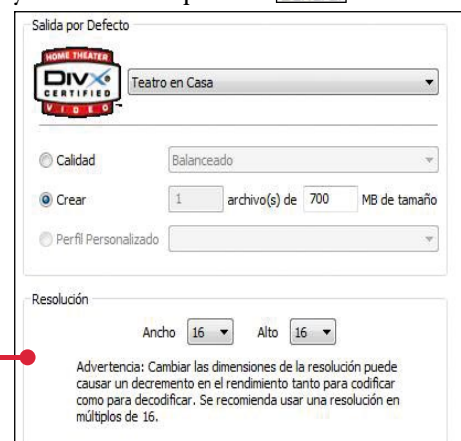 Salida por Defecto
HOME THEATER
DIVX
CERTIFIED
VIDEO
Teatro en Casa
Calidad
Balanceado
Crear
1
archivo(s) de
700
MB de tamaño
Perfil Personalizado
Resolución
Ancho
16
Alto
16
Advertencia: Cambiar las dimensiones de la resolución puede
causar un decremento en el rendimiento tanto para codificar
como para decodificar. Se recomienda usar una resolución en
múltiplos de 16.